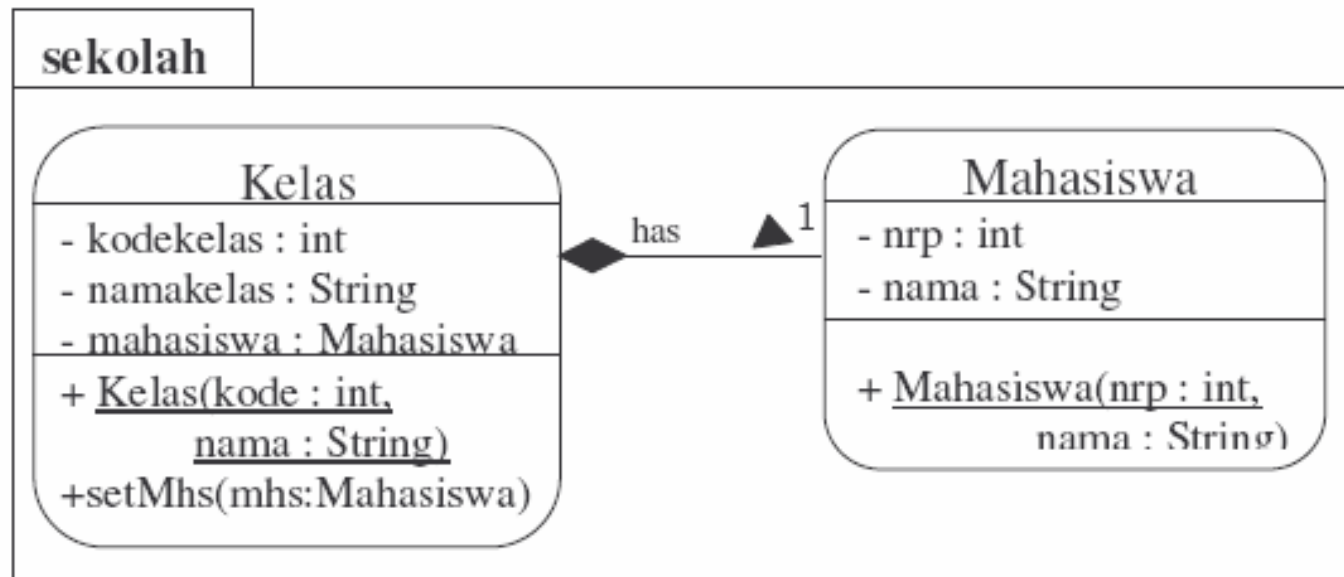 sekolah
Kelas
- kodekelas : int
- namakelas : String
- mahasiswa : Mahasiswa
+ Kelas(kode : int,
nama : String)
+setMhs(mhs:Mahasiswa)
has
1
Mahasiswa
- nrp : int
- nama : String
+ Mahasiswa(nrp : int,
nama : String)